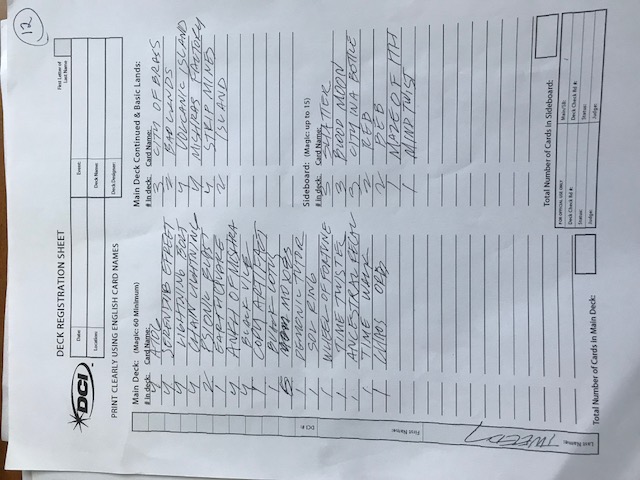 12
DECK REGISTRATION SHEET
First Letter of
Last Name
DCI
Date:
Event:
Location:
Deck Name:
Deck Designer:
PRINT CLEARLY USING ENGLISH CARD NAMES
Main Deck: (Magic: 60 Minimum)
# in deck: Card Name:
4 ATOG
4 SERENDIB EFREET
4 LIGHTNING BOLT
4 CHAIN LIGHTNING
2 PSIONIC BLAST
1 EARTHQUAKE
4 ANKH OF MISHRA
4 BLACK VICE
1 COPY ARTIFACT
1 BLACK LOTUS
5 MOXES
1 DEMONIC TUTOR
1 SOL RING
1 WHEEL OF FORTUNE
1 TIME TWISTER
1 ANCESTRAL RECAL
1 TIME WALK
1 CHAOS ORB
Total Number of Cards in Main Deck:
Main Deck Continued & Basic Lands:
# in deck: Card Name:
3 CITY OF BRASS
2 BADLANDS
4 VOLCANIC ISLAND
4 MISHRAS FACTORY
4 STRIP MINES
2 ISLAND
Sideboard: (Magic: up to 15)
# in deck: Card Name:
3 SHATTER
3 BLOOD MOON
3 CITY IN A BOTTLE
2 REB
2 BEB
1 MAZE OF ITH
1 MIND TWIST
Total Number of Cards in Sideboard:
FOR OFFICIAL USE ONLY
Main/SB:
Deck Check Rd #:
Deck Check Rd #:
Status:
Status:
Judge:
Judge:
DCI #:
First Name:
Last Name: TWEEDY